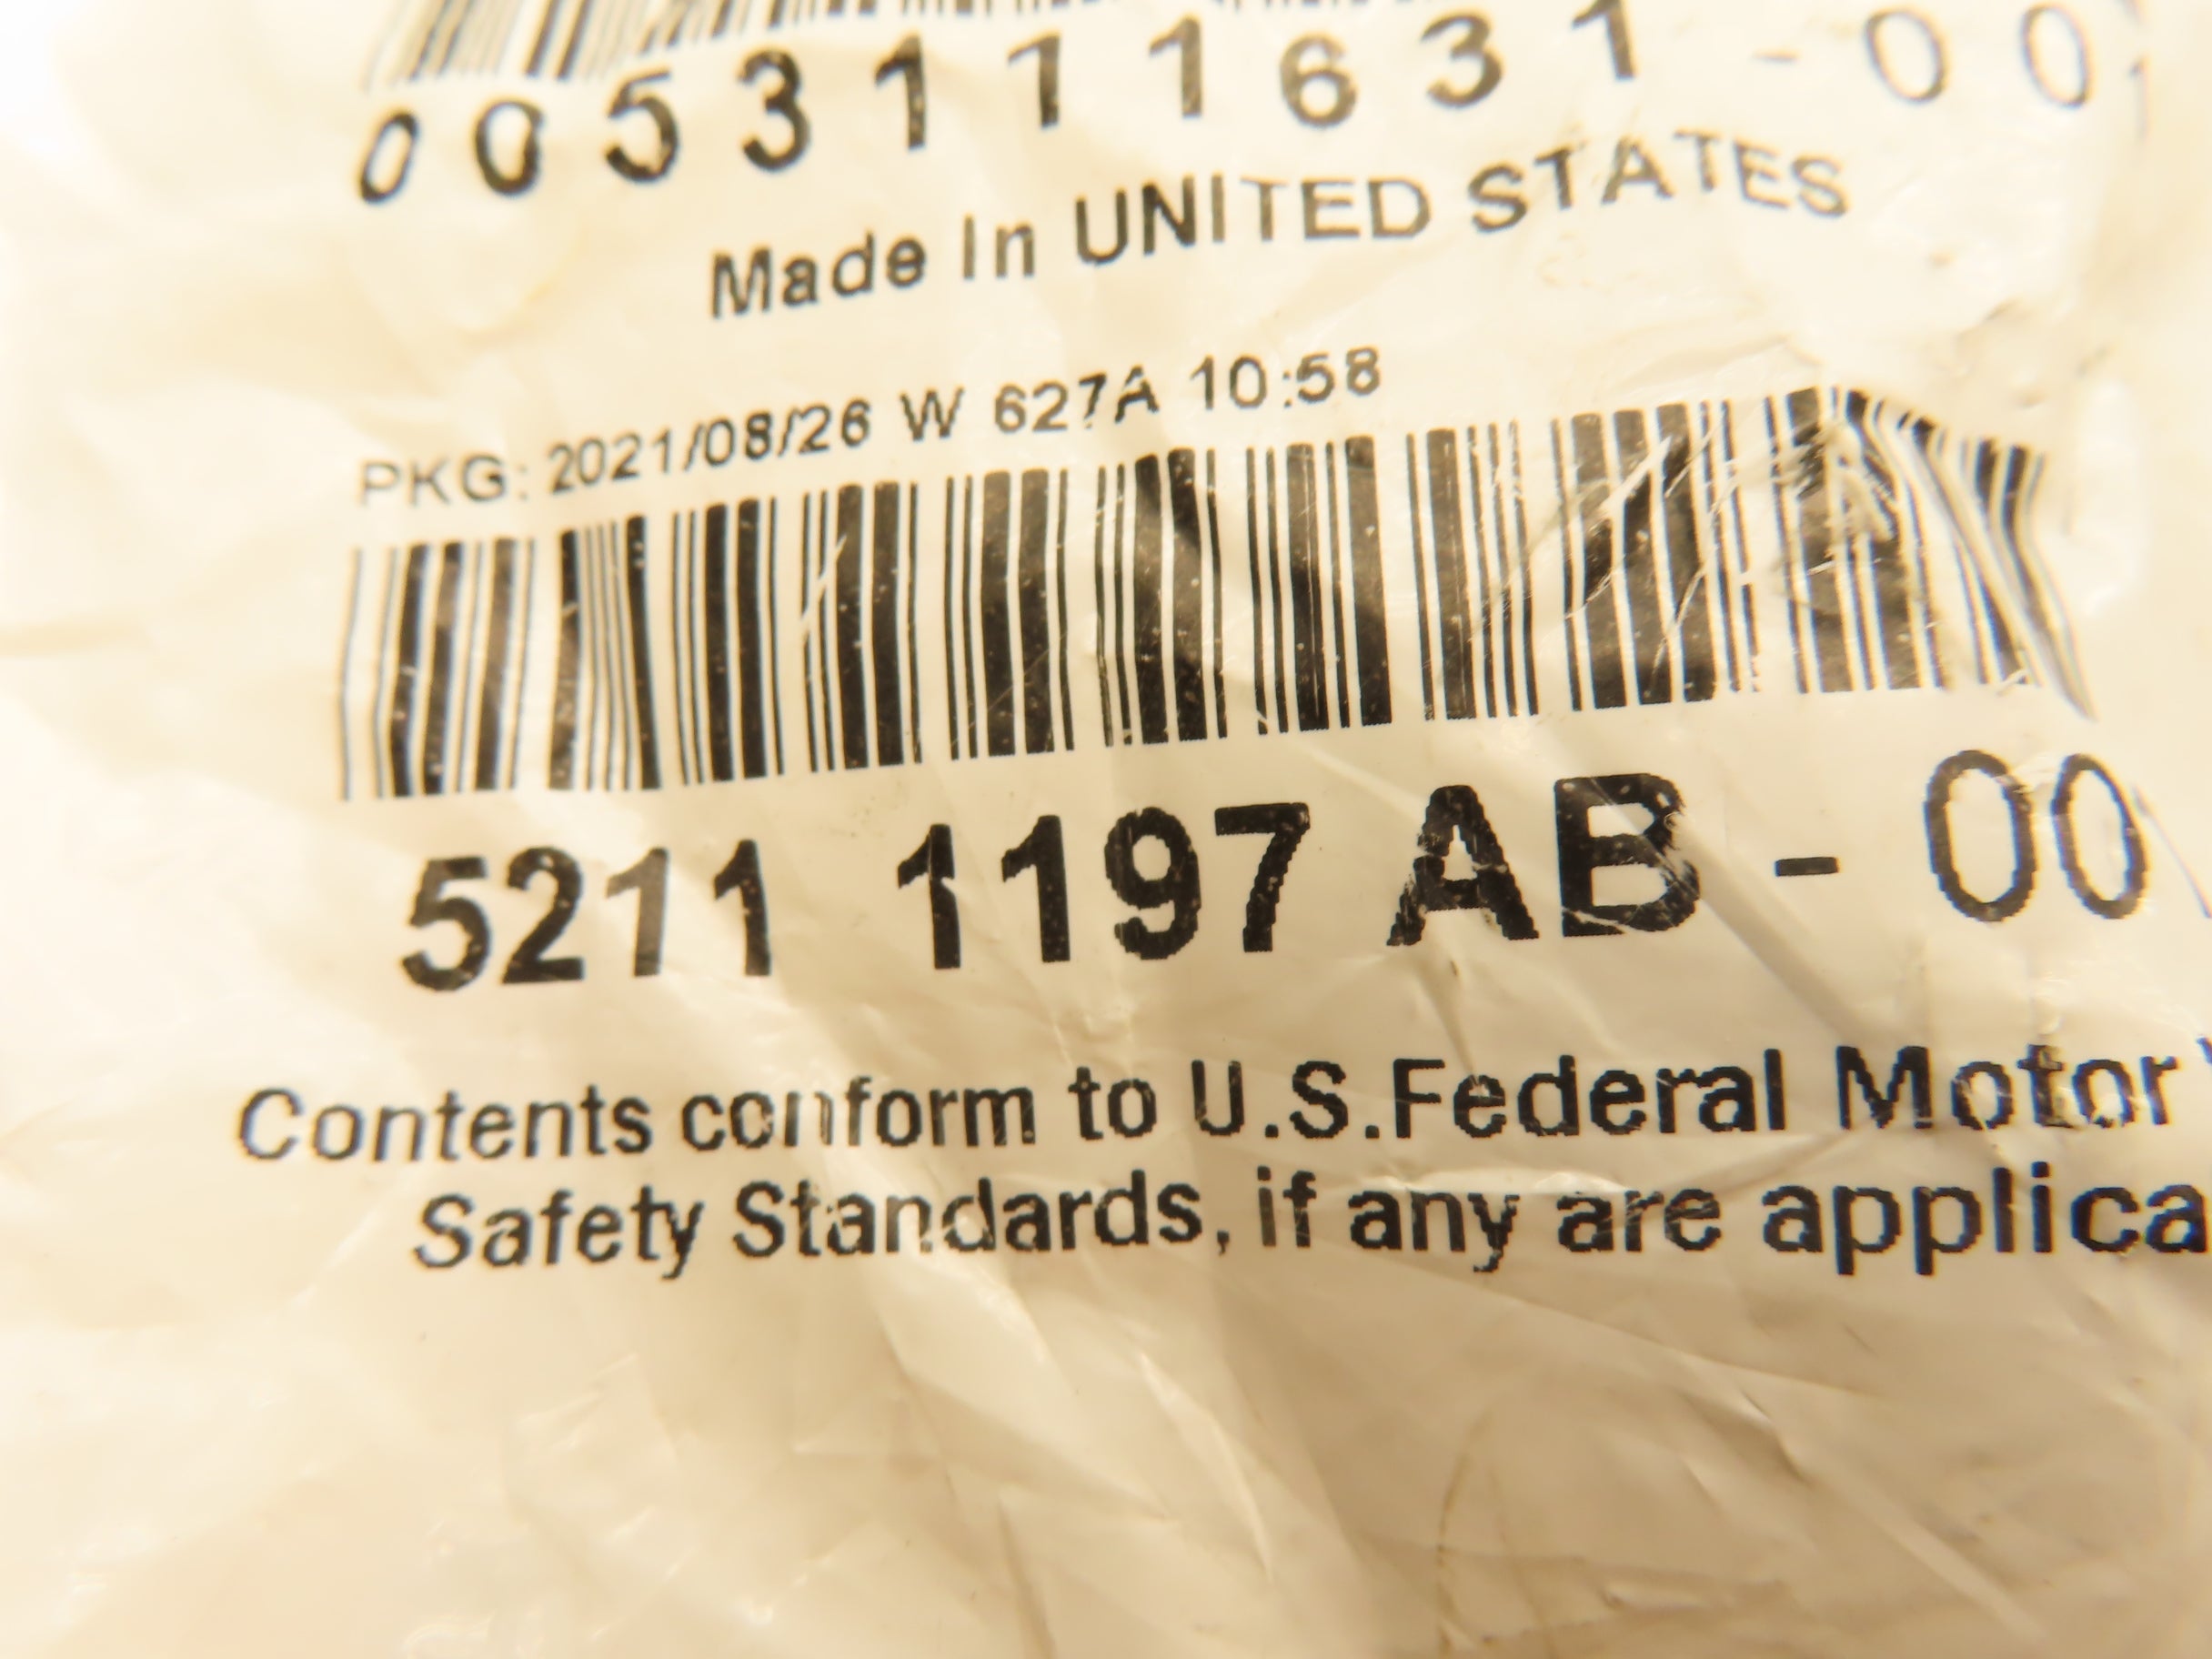 0053111631-00
Made In UNITED STATES
PKG: 2021/08/26 W 627A 10:58
5211 1197 AB - 00
Contents conform to U.S.Federal Motor
Safety Standards, if any are applica